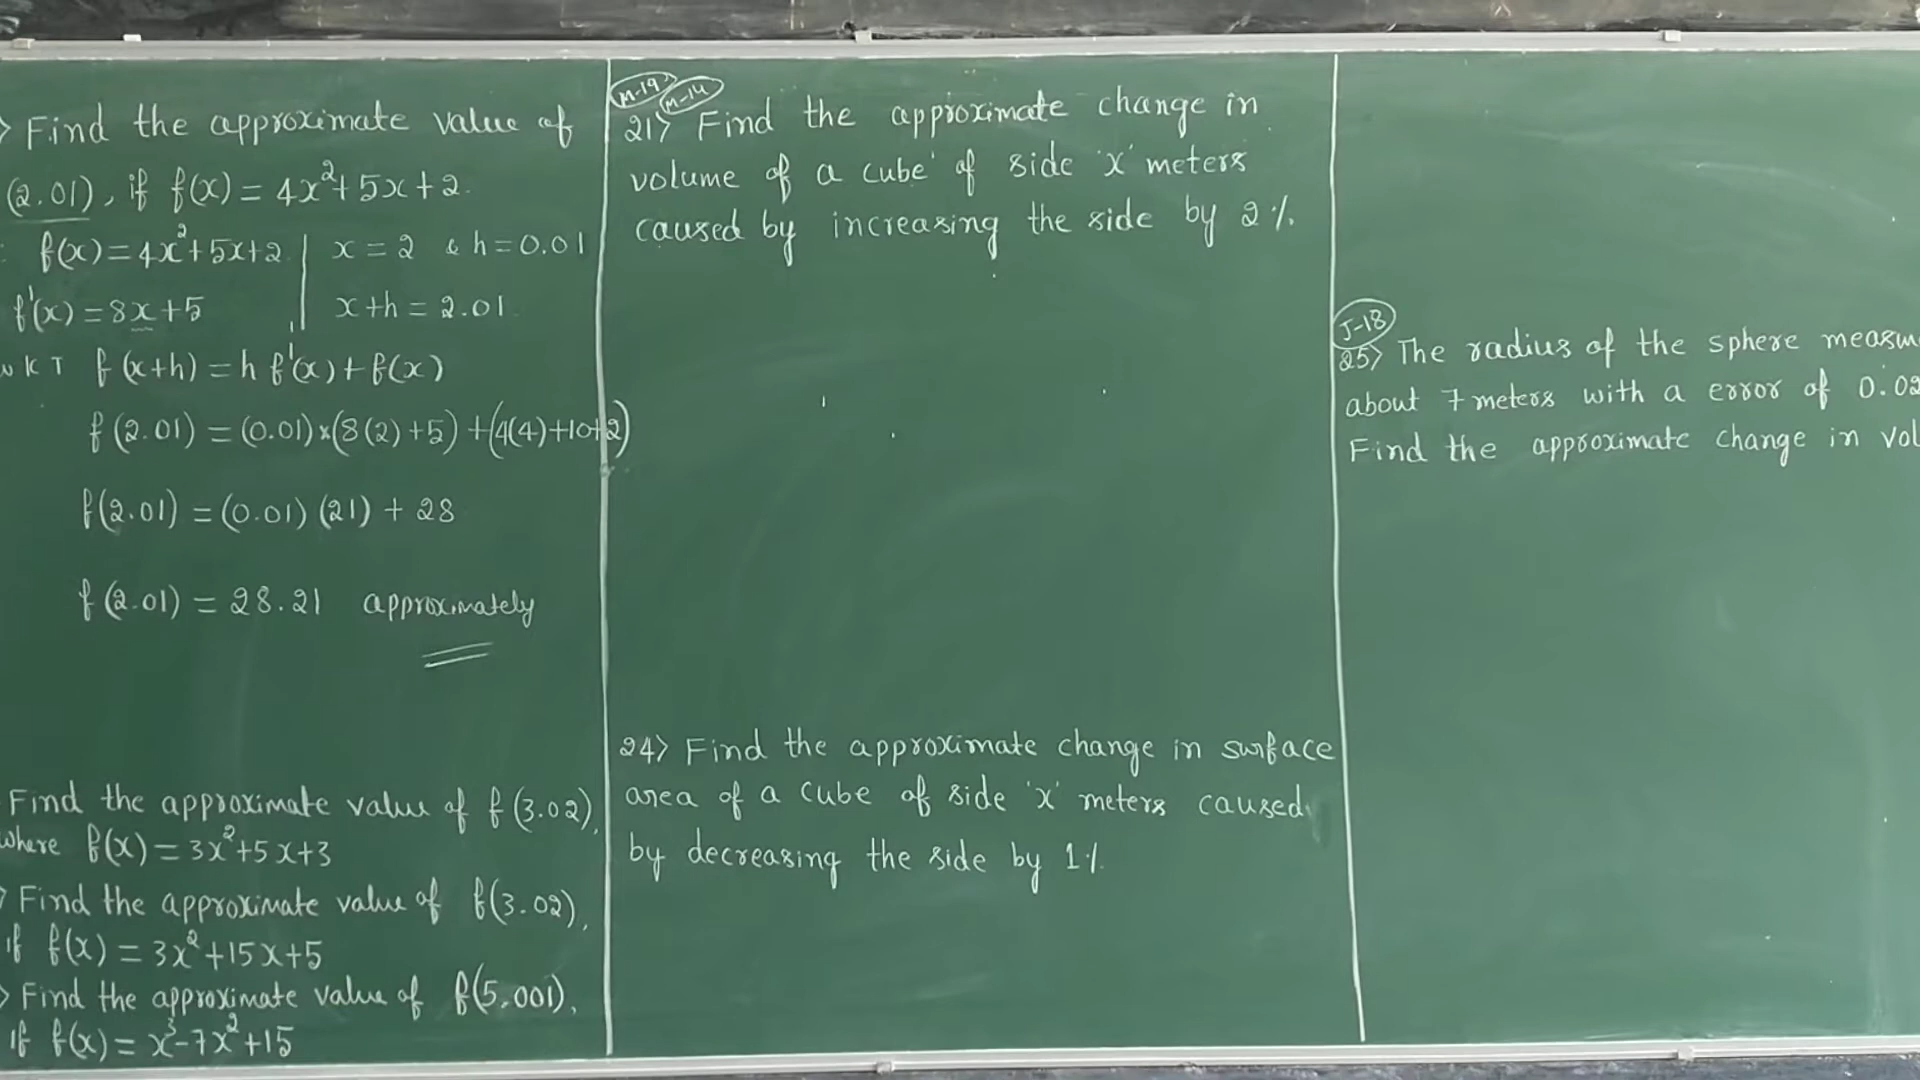 > Find the approximate value of
(2.01), if f(x) = 4x²+5x+2.
f(x) = 4x²+5x+2 | x = 2 & h = 0.01
f'(x) = 8x+5 | x+h = 2.01
W K T f(x+h) = h f'(x) + f(x)
f(2.01) = (0.01)×(8(2)+5) + (4(4)+10+2)
f(2.01) = (0.01) (21) + 28
f(2.01) = 28.21 approximately
Find the approximate value of f(3.02),
where f(x) = 3x²+5x+3
> Find the approximate value of f(3.02),
if f(x) = 3x²+15x+5
> Find the approximate value of f(5.001),
if f(x) = x³-7x²+15
M-19 M-14
21> Find the approximate change in
volume of a cube of side 'x' meters
caused by increasing the side by 2%.
24> Find the approximate change in surface
area of a cube of side 'x' meters caused
by decreasing the side by 1%.
J-18
25> The radius of the sphere measu
about 7 meters with a error of 0.02
Find the approximate change in vol